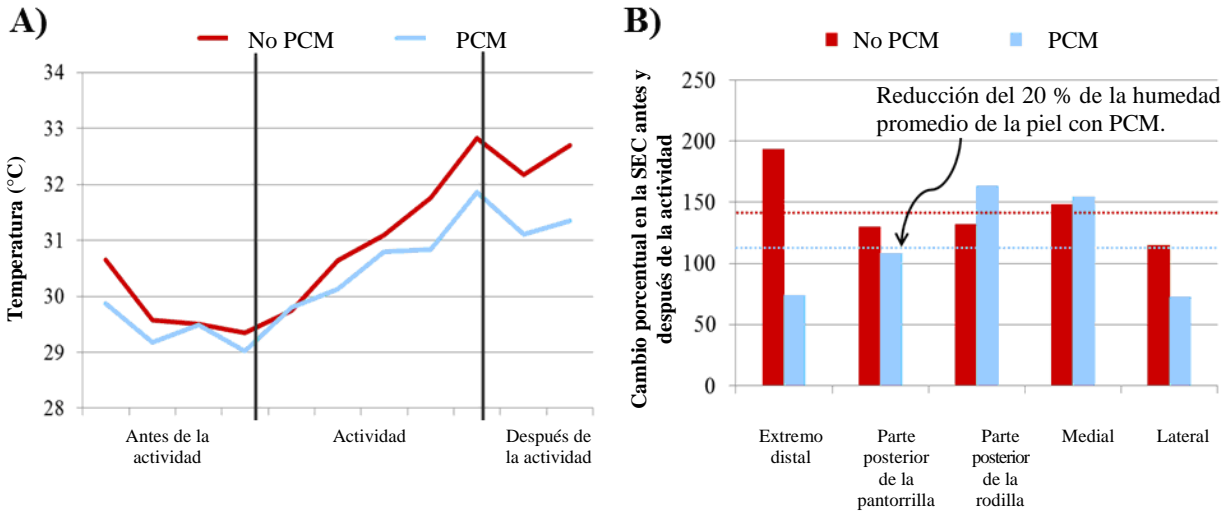 A)
No PCM
PCM
Temperatura (°C)
34
33
32
31
30
29
28
Antes de la
actividad
Actividad
Después de
la actividad
B)
No PCM
PCM
Cambio porcentual en la SEC antes y
después de la actividad
250
200
150
100
50
0
Reducción del 20 % de la humedad
promedio de la piel con PCM.
Extremo
distal
Parte
posterior
de la
pantorrilla
Parte
posterior
de la
rodilla
Medial
Lateral